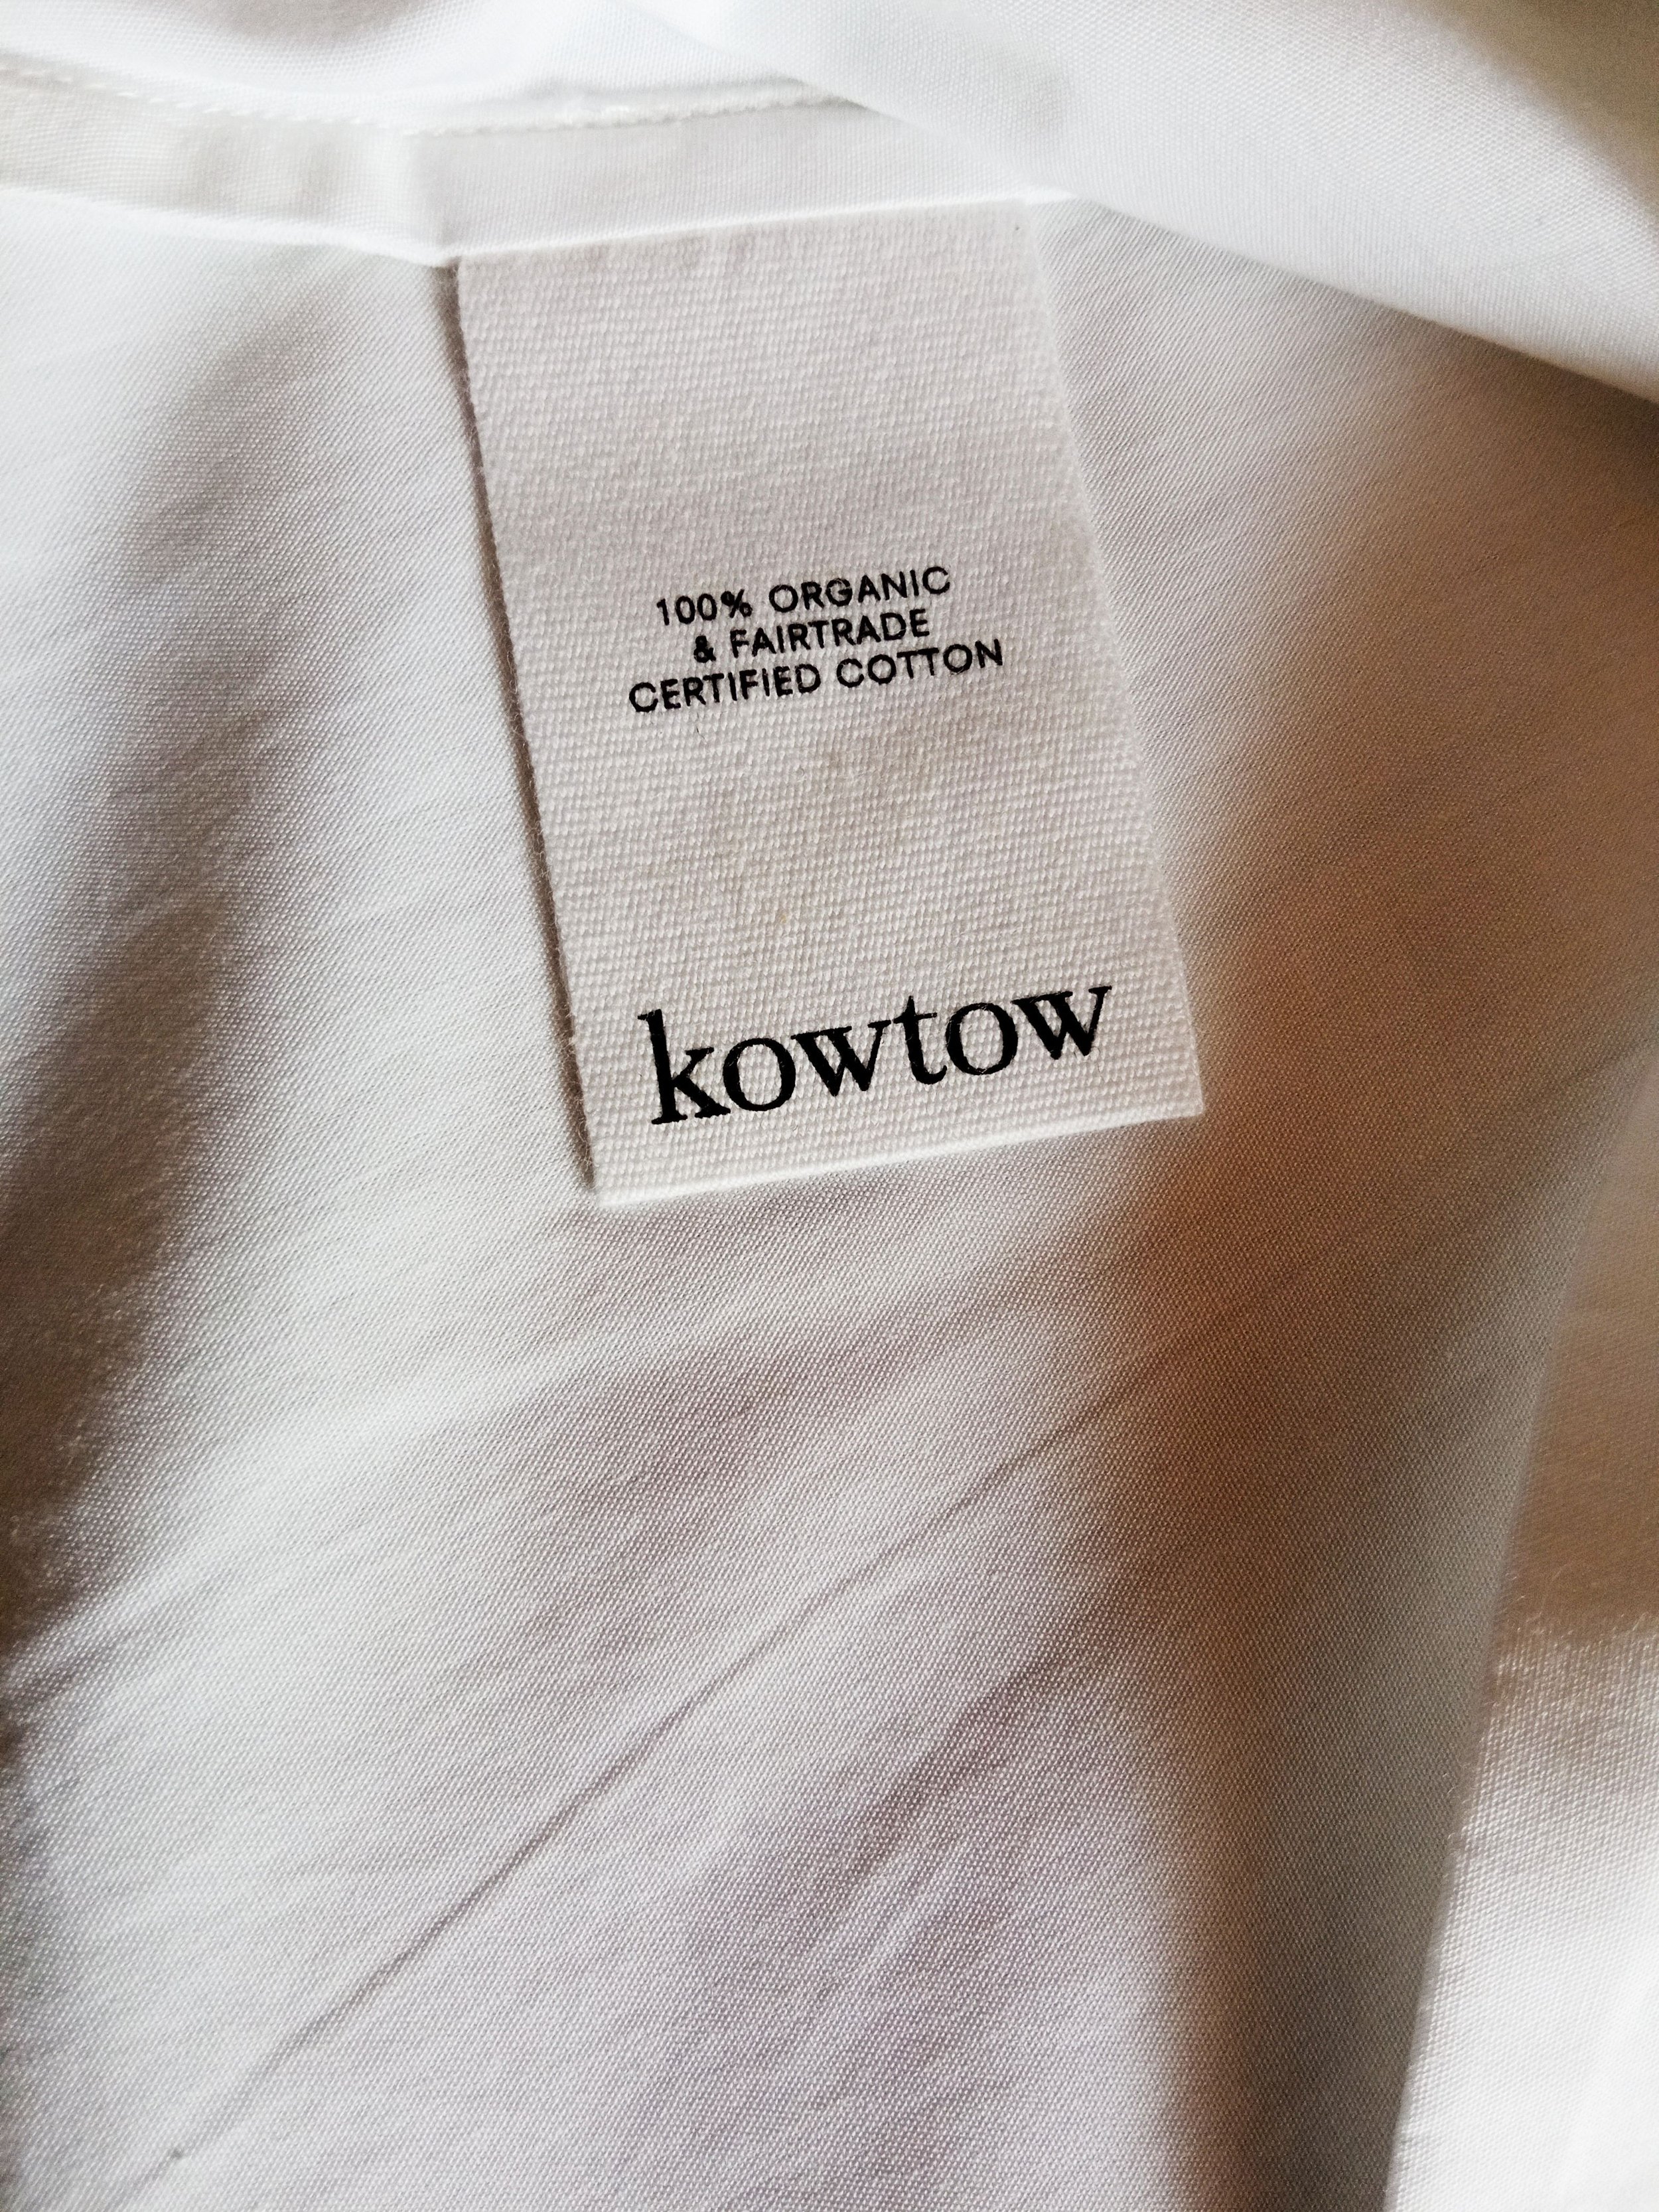 100% ORGANIC
& FAIRTRADE
CERTIFIED COTTON
kowtow